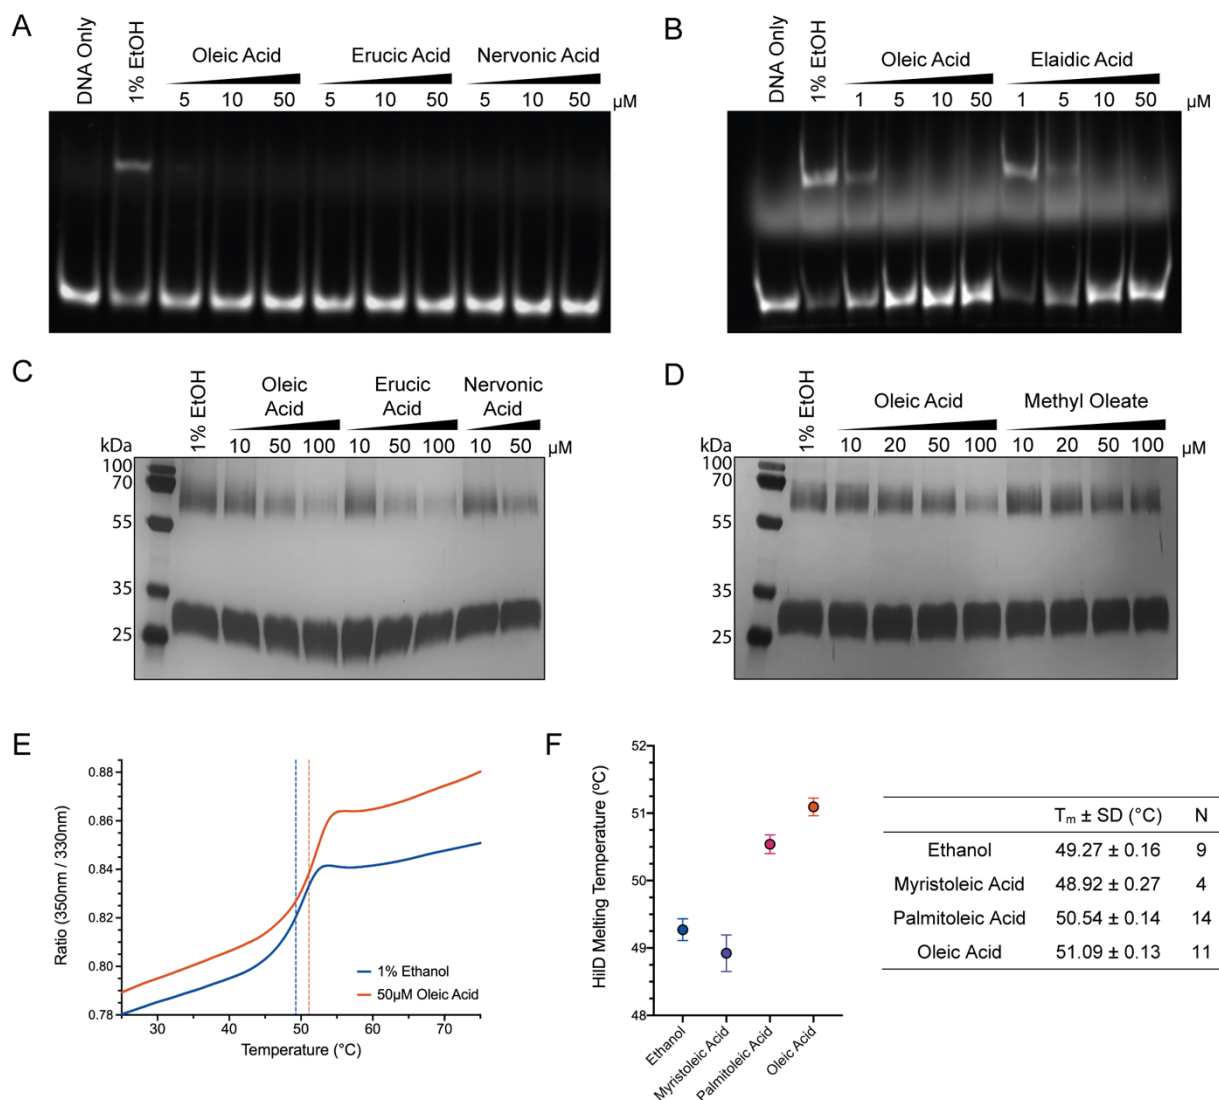 A
DNA Only
1% EtOH
Oleic Acid
Erucic Acid
Nervonic Acid
5 10 50 5 10 50 5 10 50 µM
B
DNA Only
1% EtOH
Oleic Acid
Elaidic Acid
1 5 10 50 1 5 10 50 µM
C
1% EtOH
Oleic
Acid
Erucic
Acid
Nervonic
Acid
kDa
10 50 100 10 50 100 10 50 µM
100
70
55
35
25
D
1% EtOH
Oleic Acid
Methyl Oleate
kDa
10 20 50 100 10 20 50 100 µM
100
70
55
35
25
E
Ratio (350nm / 330nm)
0.88
0.86
0.84
0.82
0.80
0.78
1% Ethanol
50µM Oleic Acid
30 40 50 60 70
Temperature (°C)
F
HilD Melting Temperature (ºC)
52
51
50
49
48
Ethanol
Myristoleic Acid
Palmitoleic Acid
Oleic Acid
Tm ± SD (°C) N
Ethanol 49.27 ± 0.16 9
Myristoleic Acid 48.92 ± 0.27 4
Palmitoleic Acid 50.54 ± 0.14 14
Oleic Acid 51.09 ± 0.13 11